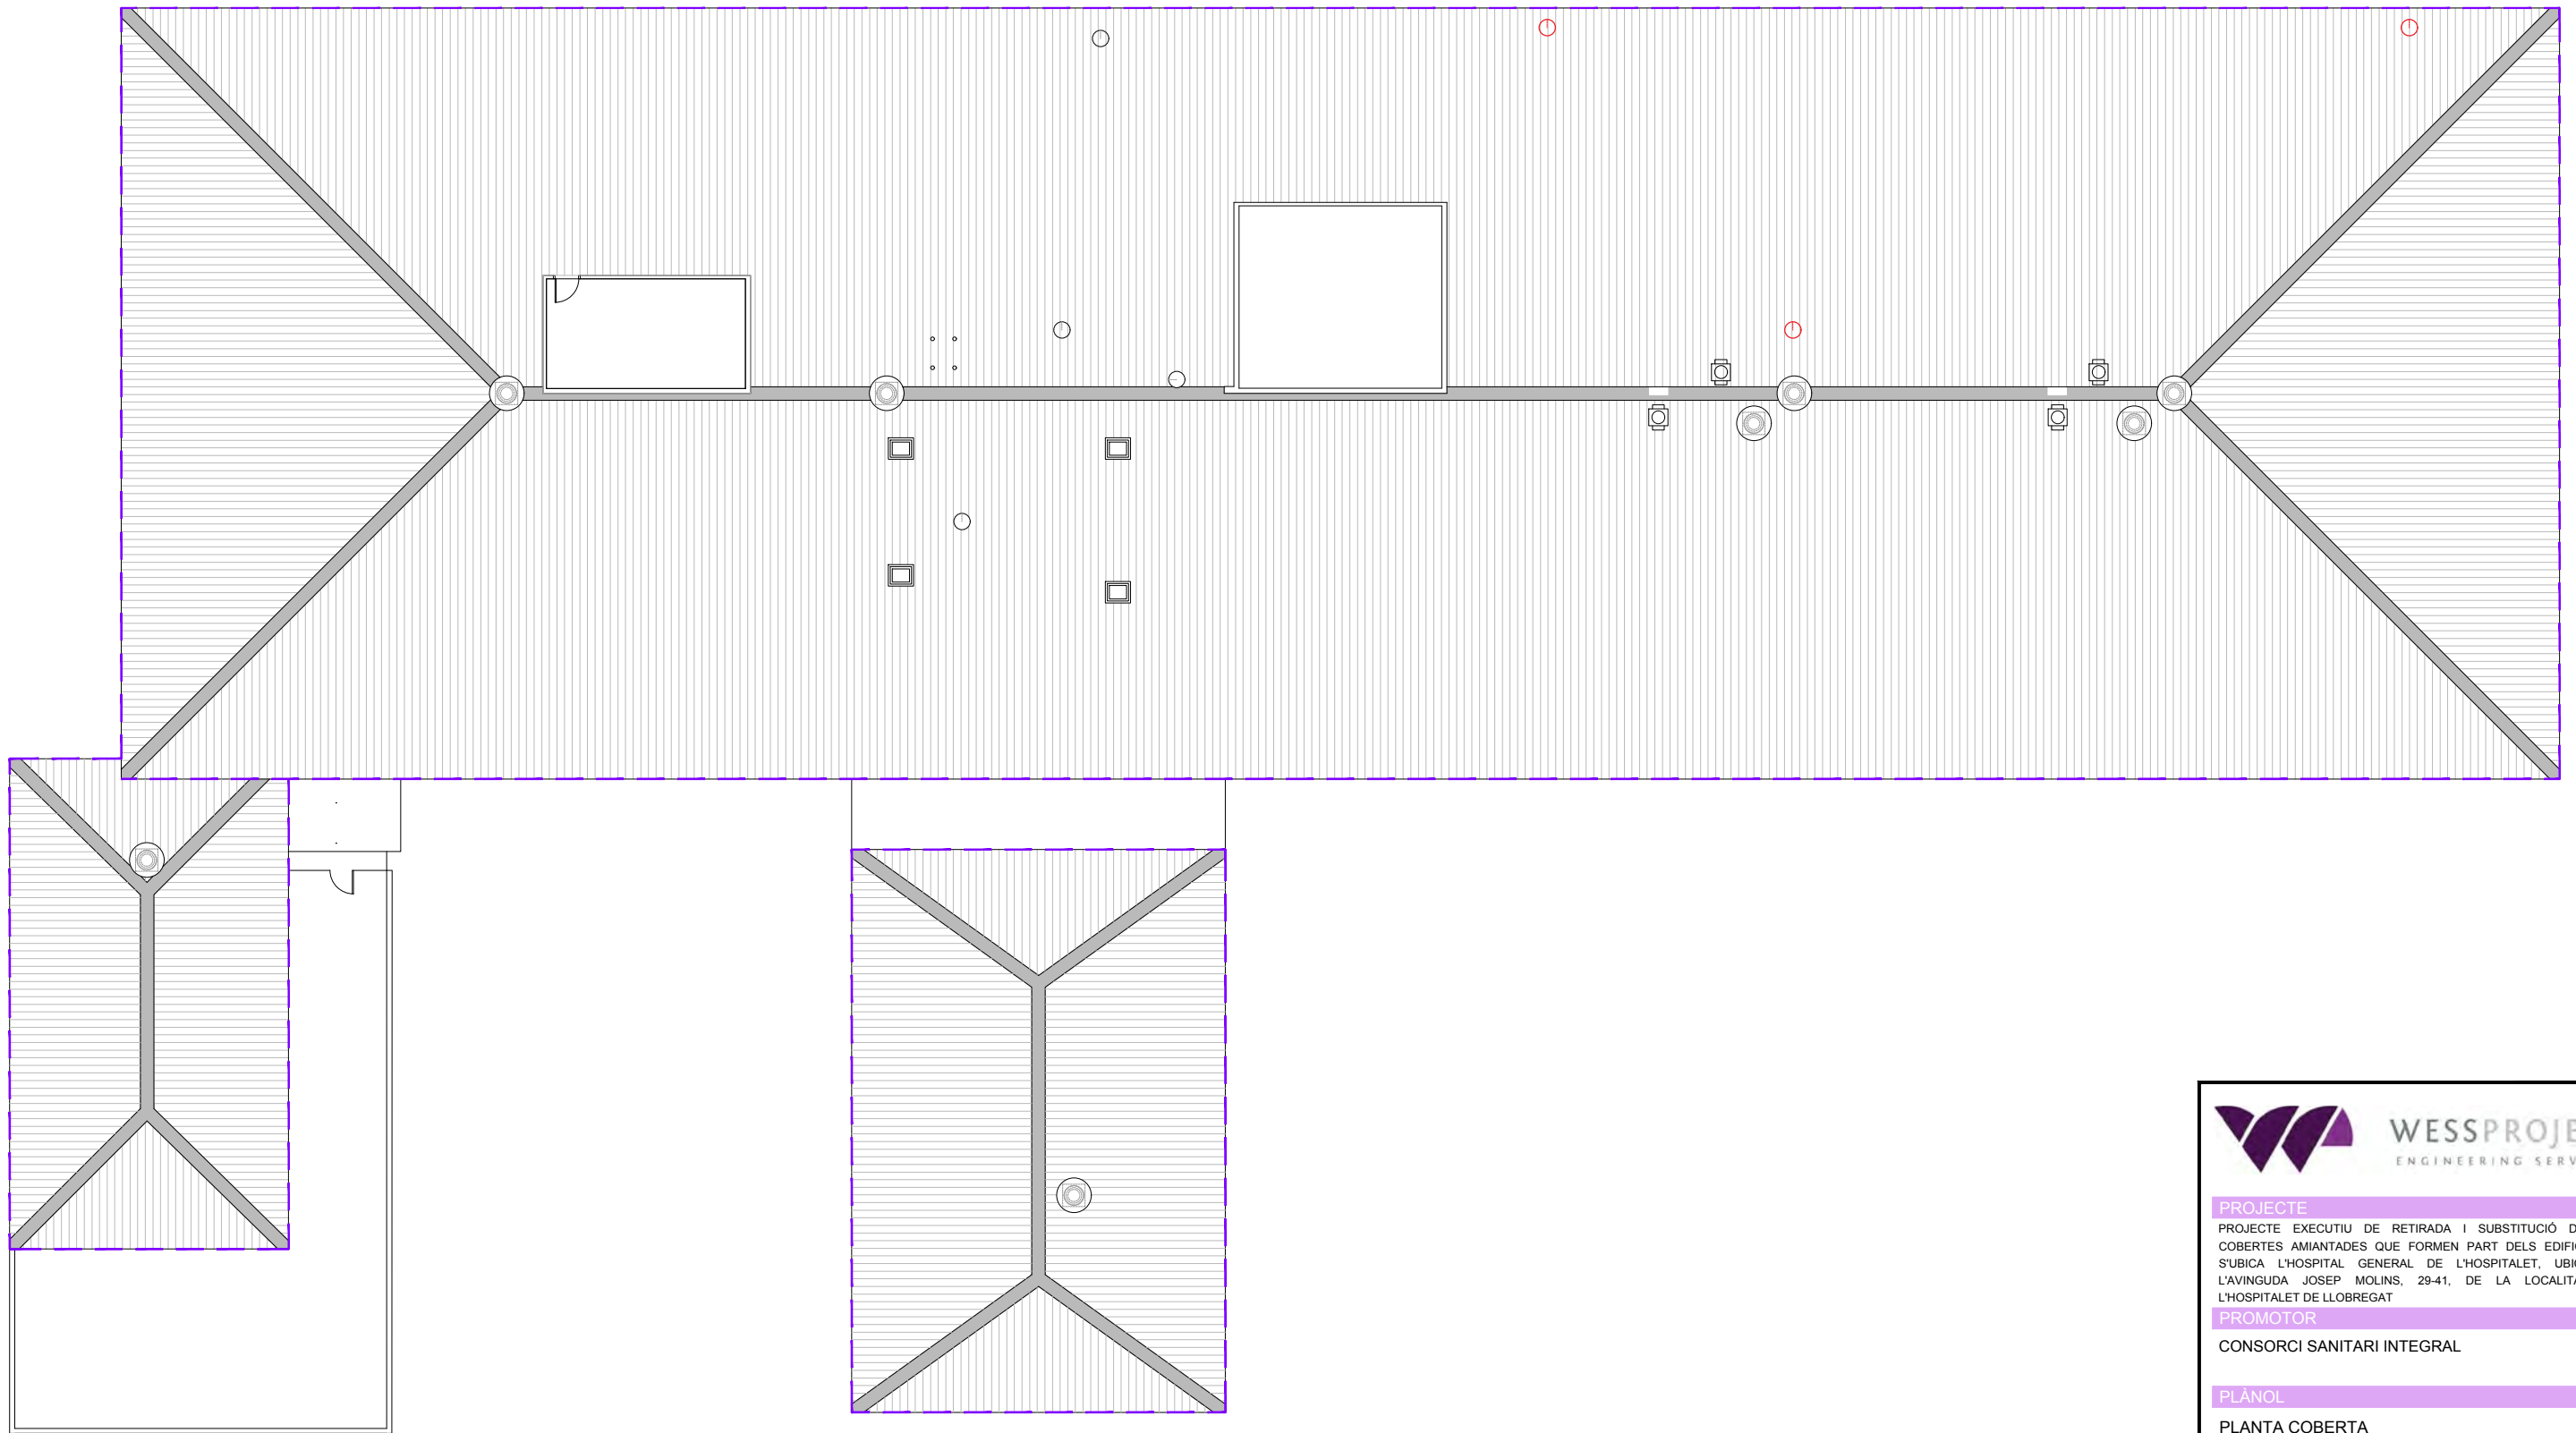 WESSPROJE
ENGINEERING SERV
PROJECTE
PROJECTE EXECUTIU DE RETIRADA I SUBSTITUCIÓ D
COBERTES AMIANTADES QUE FORMEN PART DELS EDIFI
S'UBICA L'HOSPITAL GENERAL DE L'HOSPITALET, UBI
L'AVINGUDA JOSEP MOLINS, 29-41, DE LA LOCALITA
L'HOSPITALET DE LLOBREGAT
PROMOTOR
CONSORCI SANITARI INTEGRAL
PLÀNOL
PLANTA COBERTA